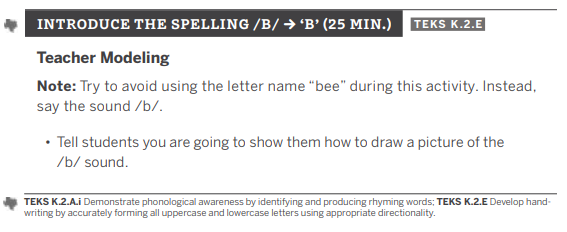 INTRODUCE THE SPELLING /B/ → ‘B’ (25 MIN.) TEKS K.2.E
Teacher Modeling
Note: Try to avoid using the letter name “bee” during this activity. Instead,
say the sound /b/.
• Tell students you are going to show them how to draw a picture of the
/b/ sound.
TEKS K.2.A.i Demonstrate phonological awareness by identifying and producing rhyming words; TEKS K.2.E Develop hand-
writing by accurately forming all uppercase and lowercase letters using appropriate directionality.